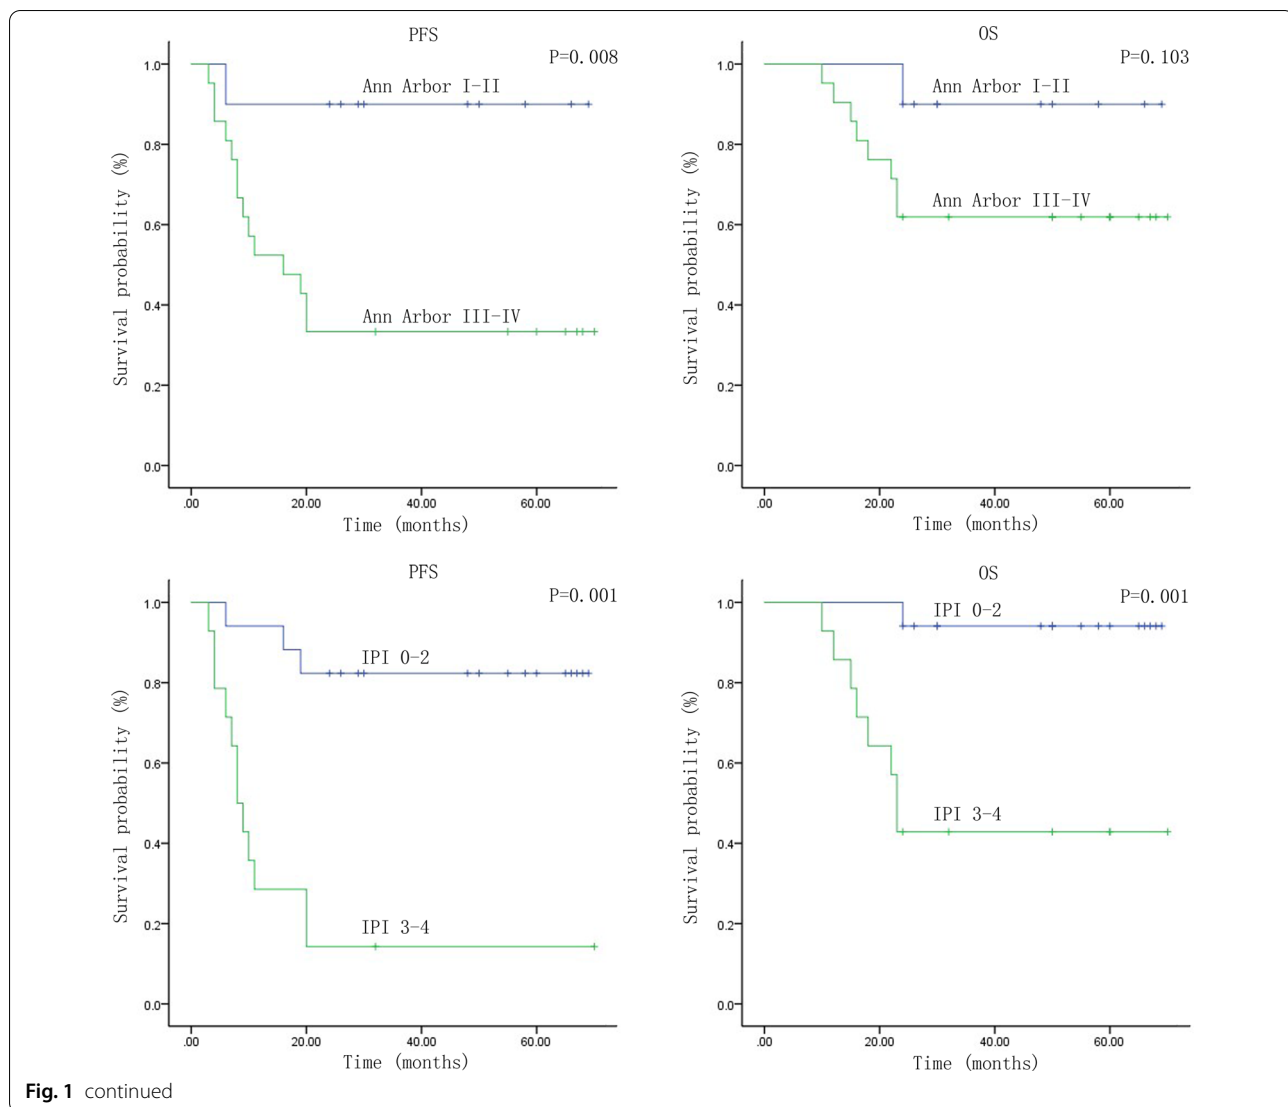 PFS
P=0.008
1.0
Ann Arbor I-II
0.8
0.6
0.4
Ann Arbor III-IV
0.2
0.0
Survival probability (%)
.00 20.00 40.00 60.00
Time (months)
OS
P=0.103
1.0
Ann Arbor I-II
0.8
Ann Arbor III-IV
0.6
0.4
0.2
0.0
Survival probability (%)
.00 20.00 40.00 60.00
Time (months)
PFS
P=0.001
1.0
IPI 0-2
0.8
0.6
0.4
0.2
IPI 3-4
0.0
Survival probability (%)
.00 20.00 40.00 60.00
Time (months)
OS
P=0.001
1.0
IPI 0-2
0.8
0.6
IPI 3-4
0.4
0.2
0.0
Survival probability (%)
.00 20.00 40.00 60.00
Time (months)
Fig. 1 continued